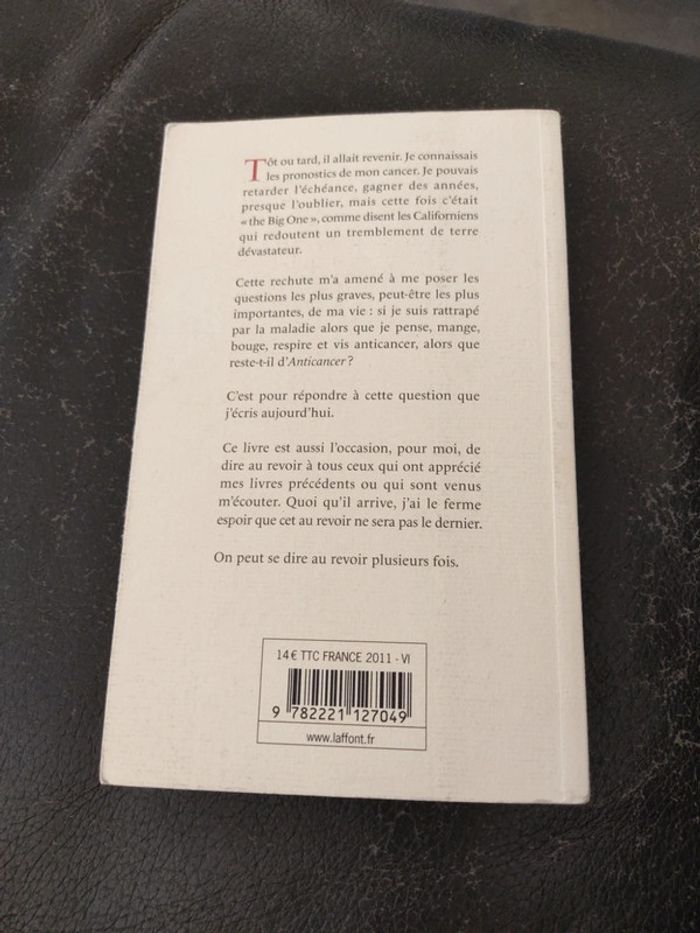 Tôt ou tard, il allait revenir. Je connaissais
les pronostics de mon cancer. Je pouvais
retarder l'échéance, gagner des années,
presque l'oublier, mais cette fois c'était
« the Big One », comme disent les Californiens
qui redoutent un tremblement de terre
dévastateur.
Cette rechute m'a amené à me poser les
questions les plus graves, peut-être les plus
importantes, de ma vie : si je suis rattrapé
par la maladie alors que je pense, mange,
bouge, respire et vis anticancer, alors que
reste-t-il d'Anticancer ?
C'est pour répondre à cette question que
j'écris aujourd'hui.
Ce livre est aussi l'occasion, pour moi, de
dire au revoir à tous ceux qui ont apprécié
mes livres précédents ou qui sont venus
m'écouter. Quoi qu'il arrive, j'ai le ferme
espoir que cet au revoir ne sera pas le dernier.
On peut se dire au revoir plusieurs fois.
14 € TTC FRANCE 2011 - VI
9 782221 127049
www.laffont.fr